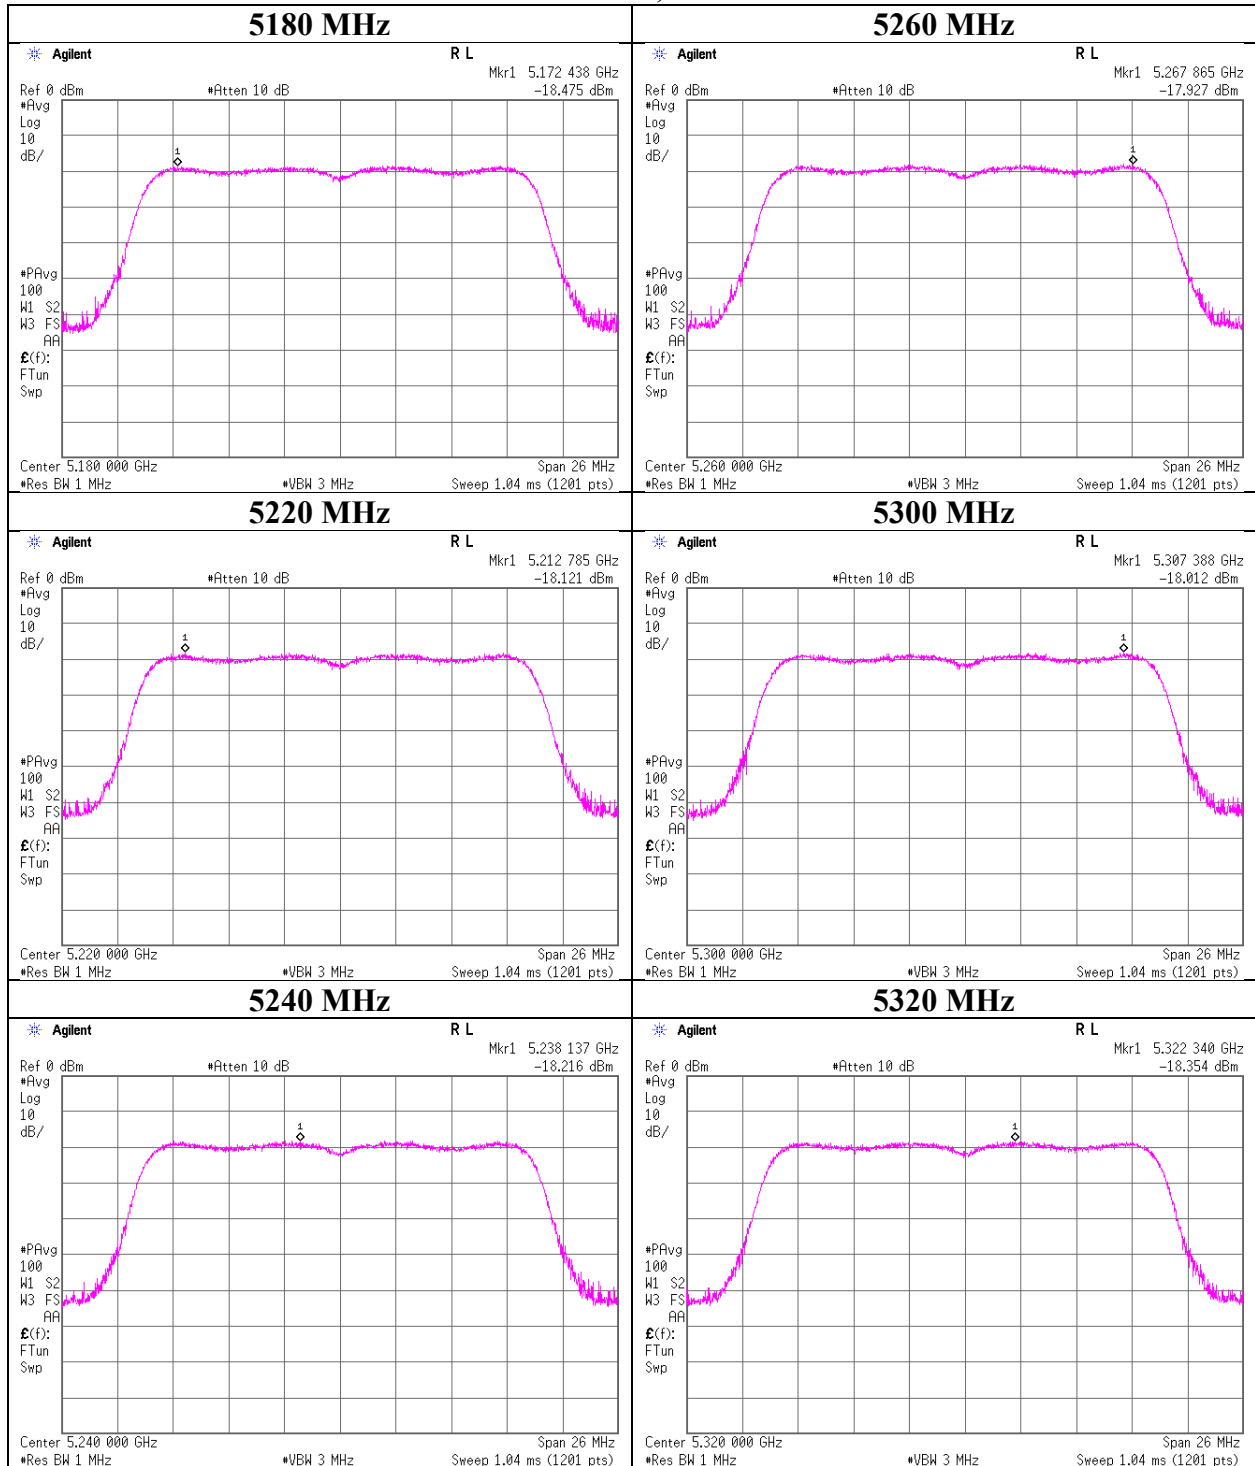 5180 MHz
Agilent R L
Mkr1 5.172 438 GHz
Ref 0 dBm #Atten 10 dB -18.475 dBm
#Avg
Log
10
dB/
1
#PAvg
100
W1 S2
W3 FS
AA
£(f):
FTun
Swp
Center 5.180 000 GHz Span 26 MHz
#Res BW 1 MHz #VBW 3 MHz Sweep 1.04 ms (1201 pts)
5260 MHz
Agilent R L
Mkr1 5.267 865 GHz
Ref 0 dBm #Atten 10 dB -17.927 dBm
#Avg
Log
10
dB/
1
#PAvg
100
W1 S2
W3 FS
AA
£(f):
FTun
Swp
Center 5.260 000 GHz Span 26 MHz
#Res BW 1 MHz #VBW 3 MHz Sweep 1.04 ms (1201 pts)
5220 MHz
Agilent R L
Mkr1 5.212 785 GHz
Ref 0 dBm #Atten 10 dB -18.121 dBm
#Avg
Log
10
dB/
1
#PAvg
100
W1 S2
W3 FS
AA
£(f):
FTun
Swp
Center 5.220 000 GHz Span 26 MHz
#Res BW 1 MHz #VBW 3 MHz Sweep 1.04 ms (1201 pts)
5300 MHz
Agilent R L
Mkr1 5.307 388 GHz
Ref 0 dBm #Atten 10 dB -18.012 dBm
#Avg
Log
10
dB/
1
#PAvg
100
W1 S2
W3 FS
AA
£(f):
FTun
Swp
Center 5.300 000 GHz Span 26 MHz
#Res BW 1 MHz #VBW 3 MHz Sweep 1.04 ms (1201 pts)
5240 MHz
Agilent R L
Mkr1 5.238 137 GHz
Ref 0 dBm #Atten 10 dB -18.216 dBm
#Avg
Log
10
dB/
1
#PAvg
100
W1 S2
W3 FS
AA
£(f):
FTun
Swp
Center 5.240 000 GHz Span 26 MHz
#Res BW 1 MHz #VBW 3 MHz Sweep 1.04 ms (1201 pts)
5320 MHz
Agilent R L
Mkr1 5.322 340 GHz
Ref 0 dBm #Atten 10 dB -18.354 dBm
#Avg
Log
10
dB/
1
#PAvg
100
W1 S2
W3 FS
AA
£(f):
FTun
Swp
Center 5.320 000 GHz Span 26 MHz
#Res BW 1 MHz #VBW 3 MHz Sweep 1.04 ms (1201 pts)